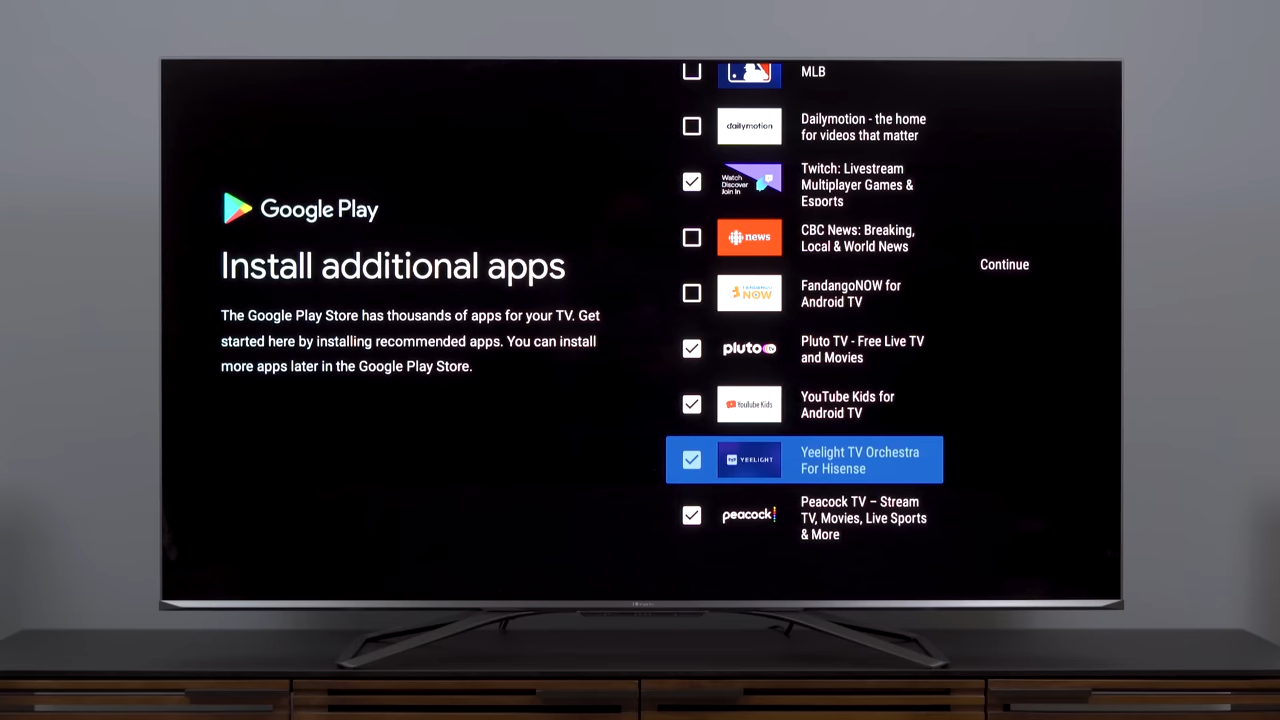 Google Play
Install additional apps
The Google Play Store has thousands of apps for your TV. Get
started here by installing recommended apps. You can install
more apps later in the Google Play Store.
MLB
dailymotion
Dailymotion - the home
for videos that matter
Watch
Discover
Join In
Twitch: Livestream
Multiplayer Games &
Esports
news
CBC News: Breaking,
Local & World News
FANDANGO
NOW
FandangoNOW for
Android TV
pluto tv
Pluto TV - Free Live TV
and Movies
YouTube Kids
YouTube Kids for
Android TV
YEELIGHT
Yeelight TV Orchestra
For Hisense
peacock
Peacock TV – Stream
TV, Movies, Live Sports
& More
Continue